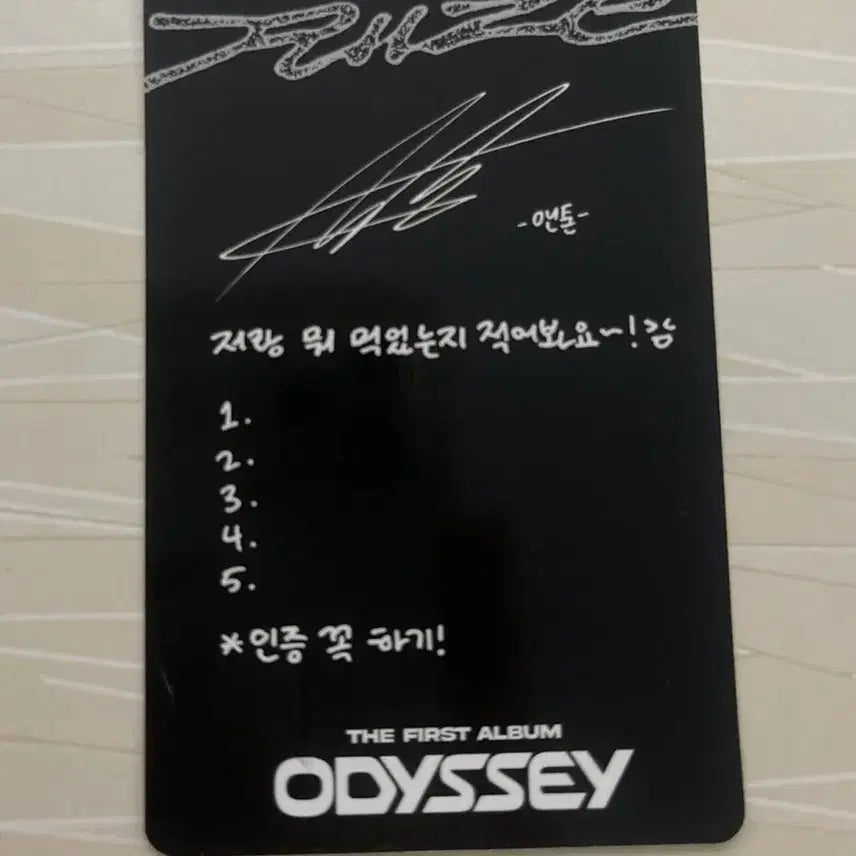 -앤톤-
저랑 뭐 먹었는지 적어봐요~!
1.
2.
3.
4.
5.
*인증 꼭 하기!
THE FIRST ALBUM
ODYSSEY